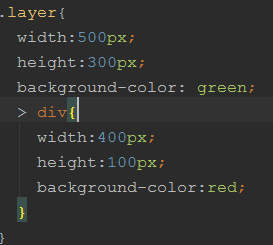 .layer{
width:500px;
height:300px;
background-color: green;
> div{
width:400px;
height:100px;
background-color:red;
}
}